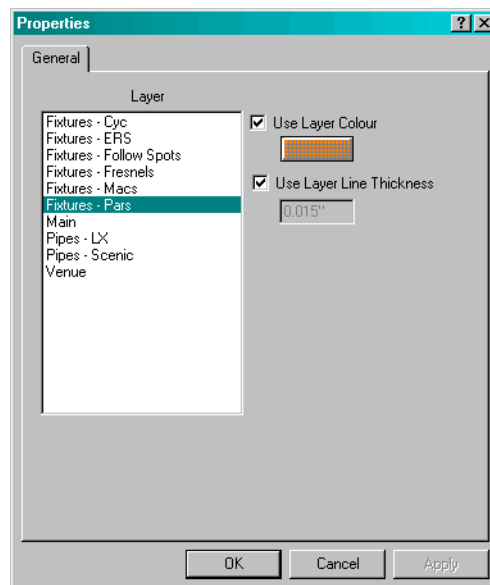 Properties
General
Layer
Fixtures - Cyc
Fixtures - ERS
Fixtures - Follow Spots
Fixtures - Fresnels
Fixtures - Macs
Fixtures - Pars
Main
Pipes - LX
Pipes - Scenic
Venue
Use Layer Colour
Use Layer Line Thickness
0.015"
OK
Cancel
Apply